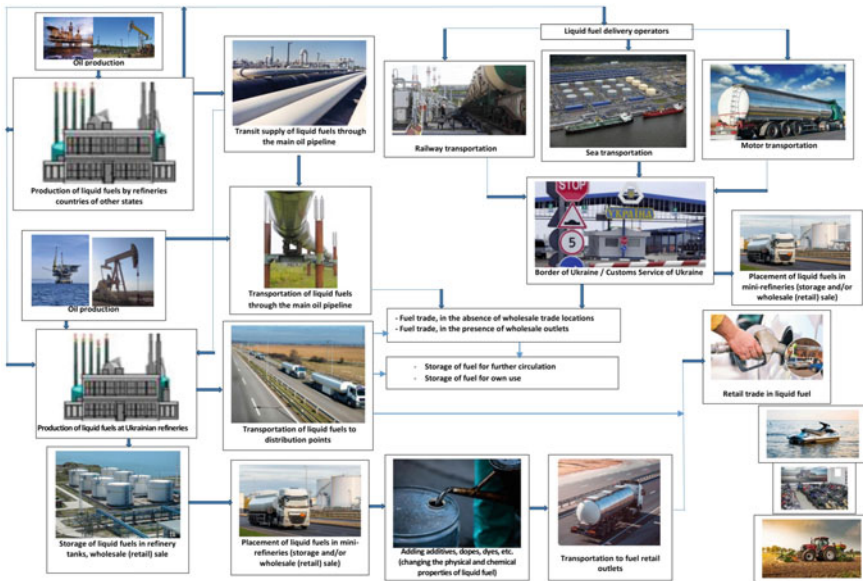 Liquid fuel delivery operators
Oil production
Transit supply of liquid fuels through
the main oil pipeline
Railway transportation
Sea transportation
Motor transportation
Production of liquid fuels by refineries
countries of other states
STOP
УКРАЇНА
5
Border of Ukraine / Customs Service of Ukraine
Placement of liquid fuels in
mini-refineries (storage and/or
wholesale (retail) sale)
Oil production
Transportation of liquid fuels
through the main oil pipeline
- Fuel trade, in the absence of wholesale trade locations
- Fuel trade, in the presence of wholesale outlets
- Storage of fuel for further circulation
- Storage of fuel for own use
Retail trade in liquid fuel
Production of liquid fuels at Ukrainian refineries
Transportation of liquid fuels to
distribution points
Storage of liquid fuels in refinery
tanks, wholesale (retail) sale
Placement of liquid fuels in mini-
refineries (storage and/or
wholesale (retail) sale)
Adding additives, dopes, dyes, etc.
(changing the physical and chemical
properties of liquid fuel)
Transportation to fuel retail
outlets